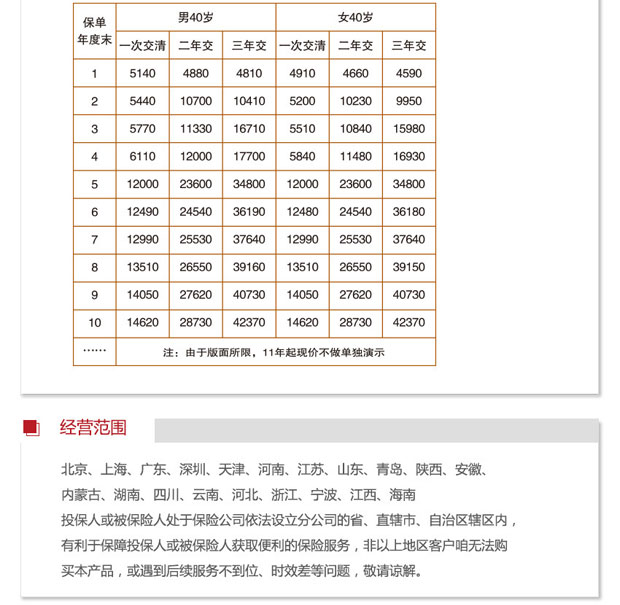 保单年度末 男40岁 女40岁
一次交清 二年交 三年交 一次交清 二年交 三年交
1 5140 4880 4810 4910 4660 4590
2 5440 10700 10410 5200 10230 9950
3 5770 11330 16710 5510 10840 15980
4 6110 12000 17700 5840 11480 16930
5 12000 23600 34800 12000 23600 34800
6 12490 24540 36190 12480 24540 36180
7 12990 25530 37640 12990 25530 37640
8 13510 26550 39160 13510 26550 39150
9 14050 27620 40730 14050 27620 40730
10 14620 28730 42370 14620 28730 42370
…… 注：由于版面所限，11年起现价不做单独演示
经营范围
北京、上海、广东、深圳、天津、河南、江苏、山东、青岛、陕西、安徽、
内蒙古、湖南、四川、云南、河北、浙江、宁波、江西、海南
投保人或被保险人处于保险公司依法设立分公司的省、直辖市、自治区辖区内，
有利于保障投保人或被保险人获取便利的保险服务，非以上地区客户咱无法购
买本产品，或遇到后续服务不到位、时效差等问题，敬请谅解。